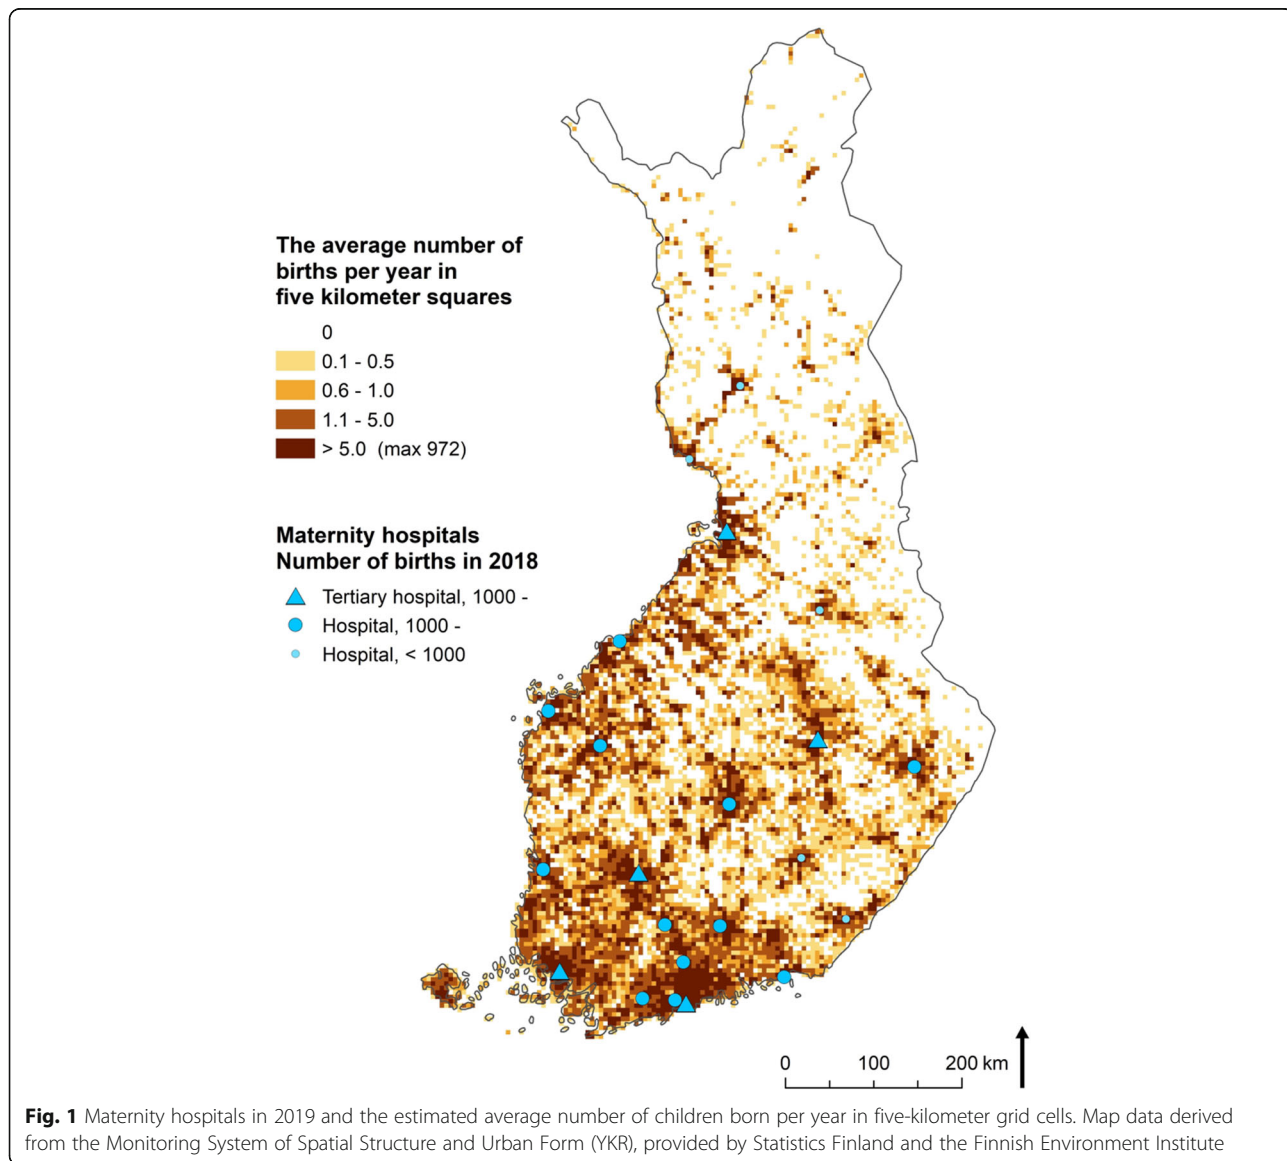 The average number of
births per year in
five kilometer squares
0
0.1 - 0.5
0.6 - 1.0
1.1 - 5.0
> 5.0 (max 972)
Maternity hospitals
Number of births in 2018
Tertiary hospital, 1000 -
Hospital, 1000 -
Hospital, < 1000
0 100 200 km
Fig. 1 Maternity hospitals in 2019 and the estimated average number of children born per year in five-kilometer grid cells. Map data derived
from the Monitoring System of Spatial Structure and Urban Form (YKR), provided by Statistics Finland and the Finnish Environment Institute